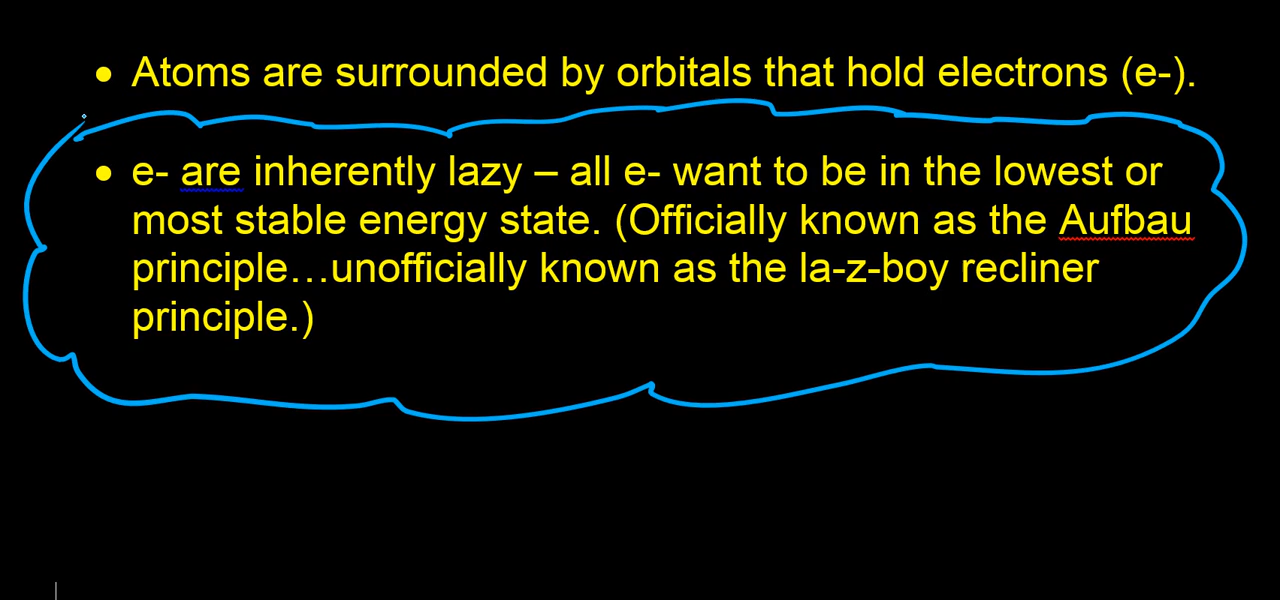 • Atoms are surrounded by orbitals that hold electrons (e-).
• e- are inherently lazy – all e- want to be in the lowest or
most stable energy state. (Officially known as the Aufbau
principle…unofficially known as the la-z-boy recliner
principle.)